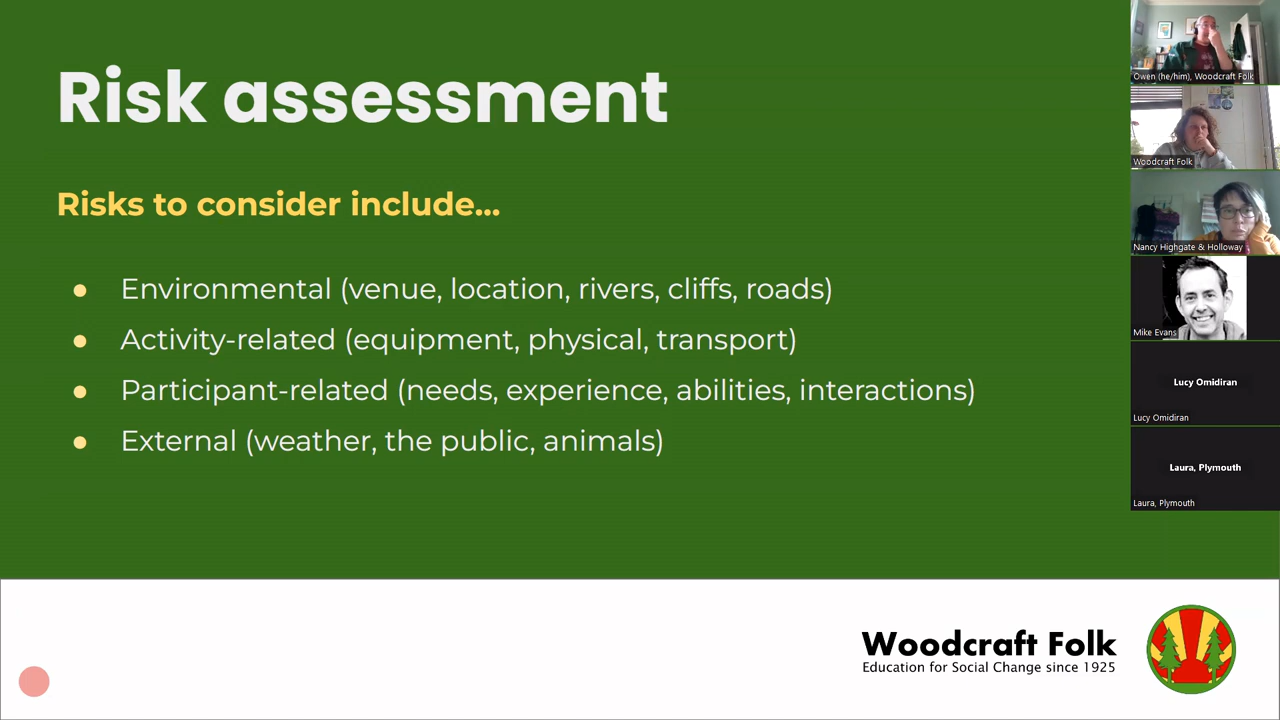 Risk assessment
Risks to consider include...
● Environmental (venue, location, rivers, cliffs, roads)
● Activity-related (equipment, physical, transport)
● Participant-related (needs, experience, abilities, interactions)
● External (weather, the public, animals)
Woodcraft Folk
Education for Social Change since 1925
Owen (he/him), Woodcraft Folk
Woodcraft Folk
Nancy Highgate & Holloway
Mike Evans
Lucy Omidiran
Lucy Omidiran
Laura, Plymouth
Laura, Plymouth